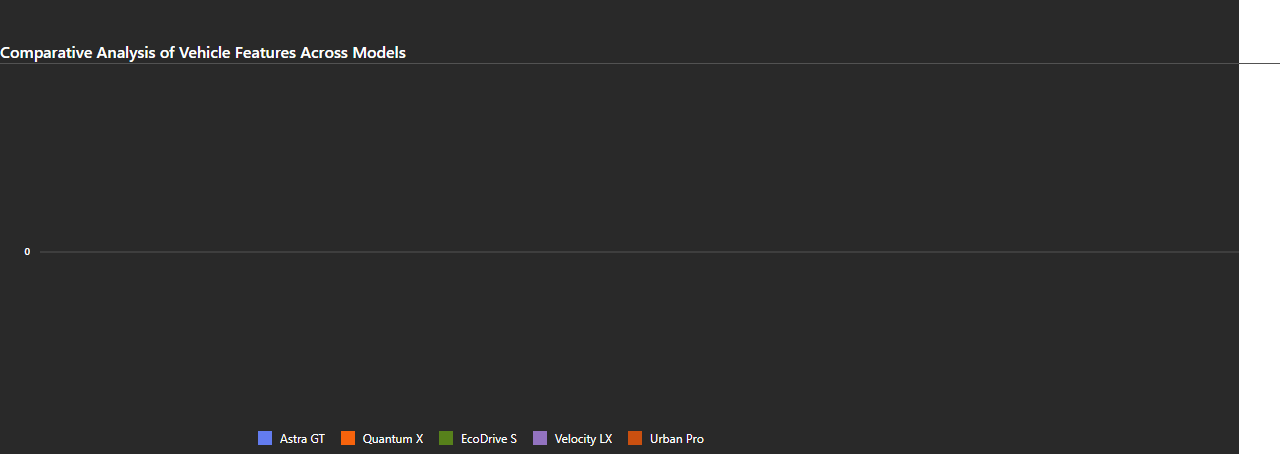 Comparative Analysis of Vehicle Features Across Models
0
Astra GT Quantum X EcoDrive S Velocity LX Urban Pro